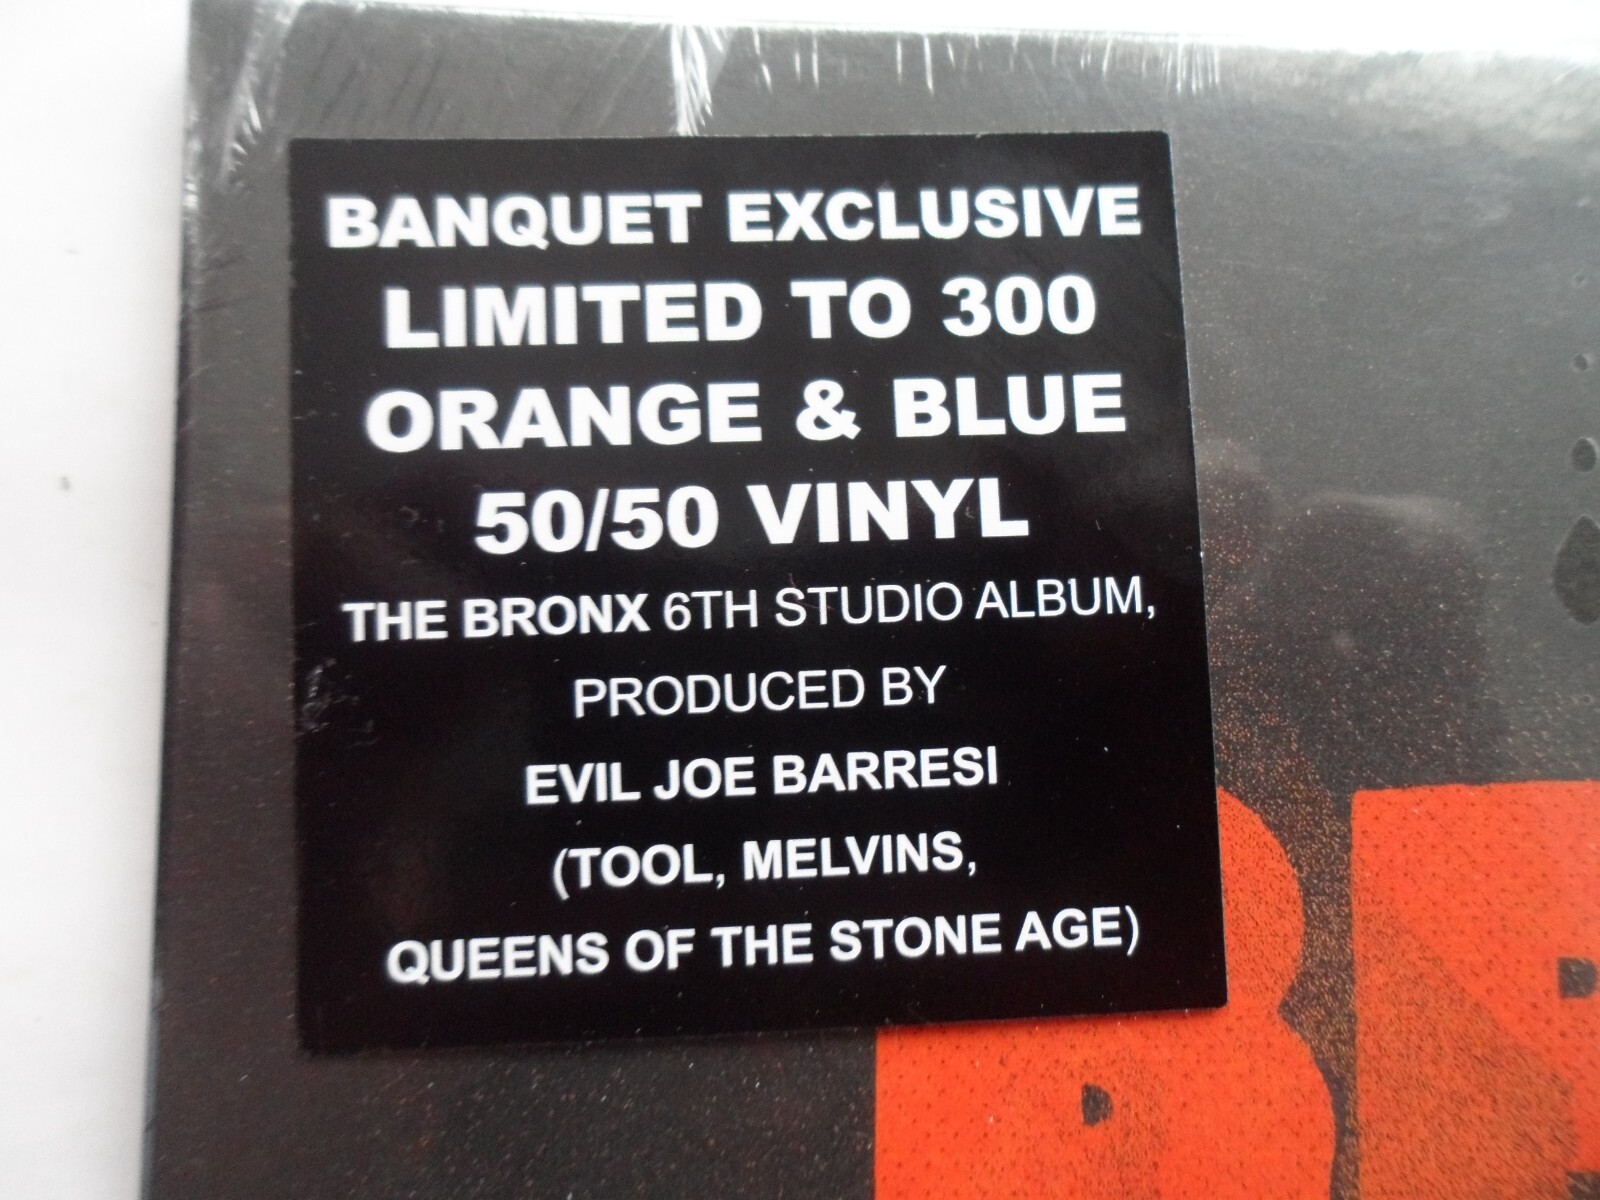 BANQUET EXCLUSIVE
LIMITED TO 300
ORANGE & BLUE
50/50 VINYL
THE BRONX 6TH STUDIO ALBUM,
PRODUCED BY
EVIL JOE BARRESI
(TOOL, MELVINS,
QUEENS OF THE STONE AGE)